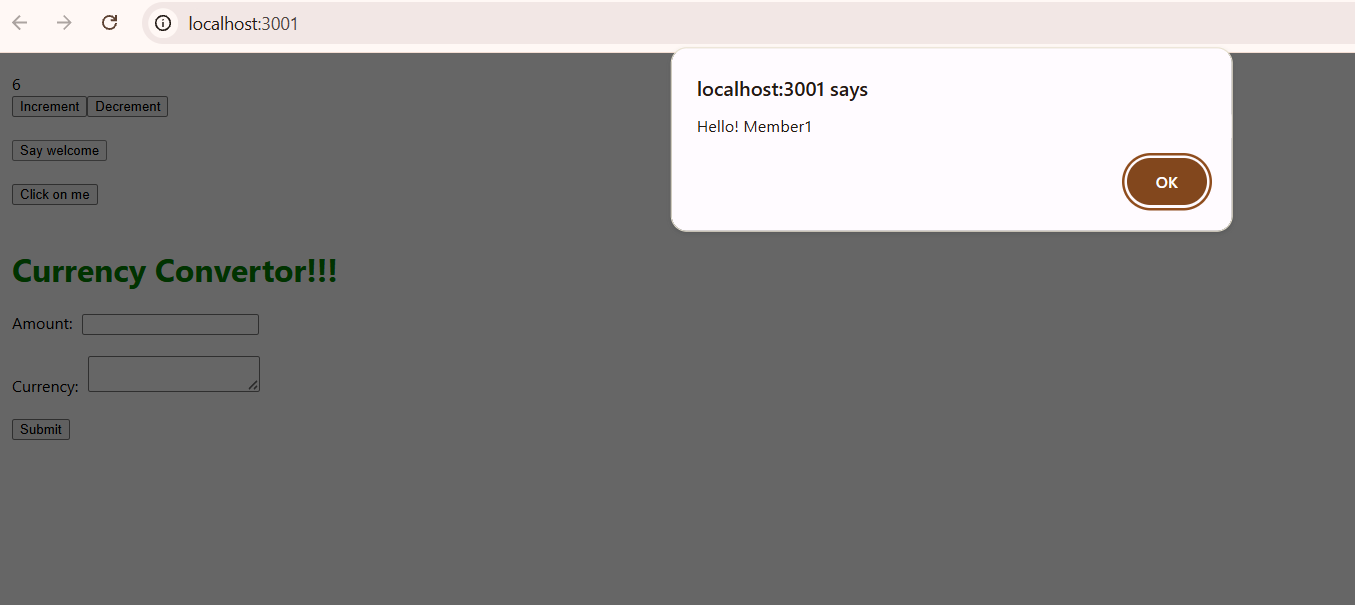 localhost:3001
localhost:3001 says
Hello! Member1
OK
6
Increment Decrement
Say welcome
Click on me
Currency Convertor!!!
Amount:
Currency:
Submit